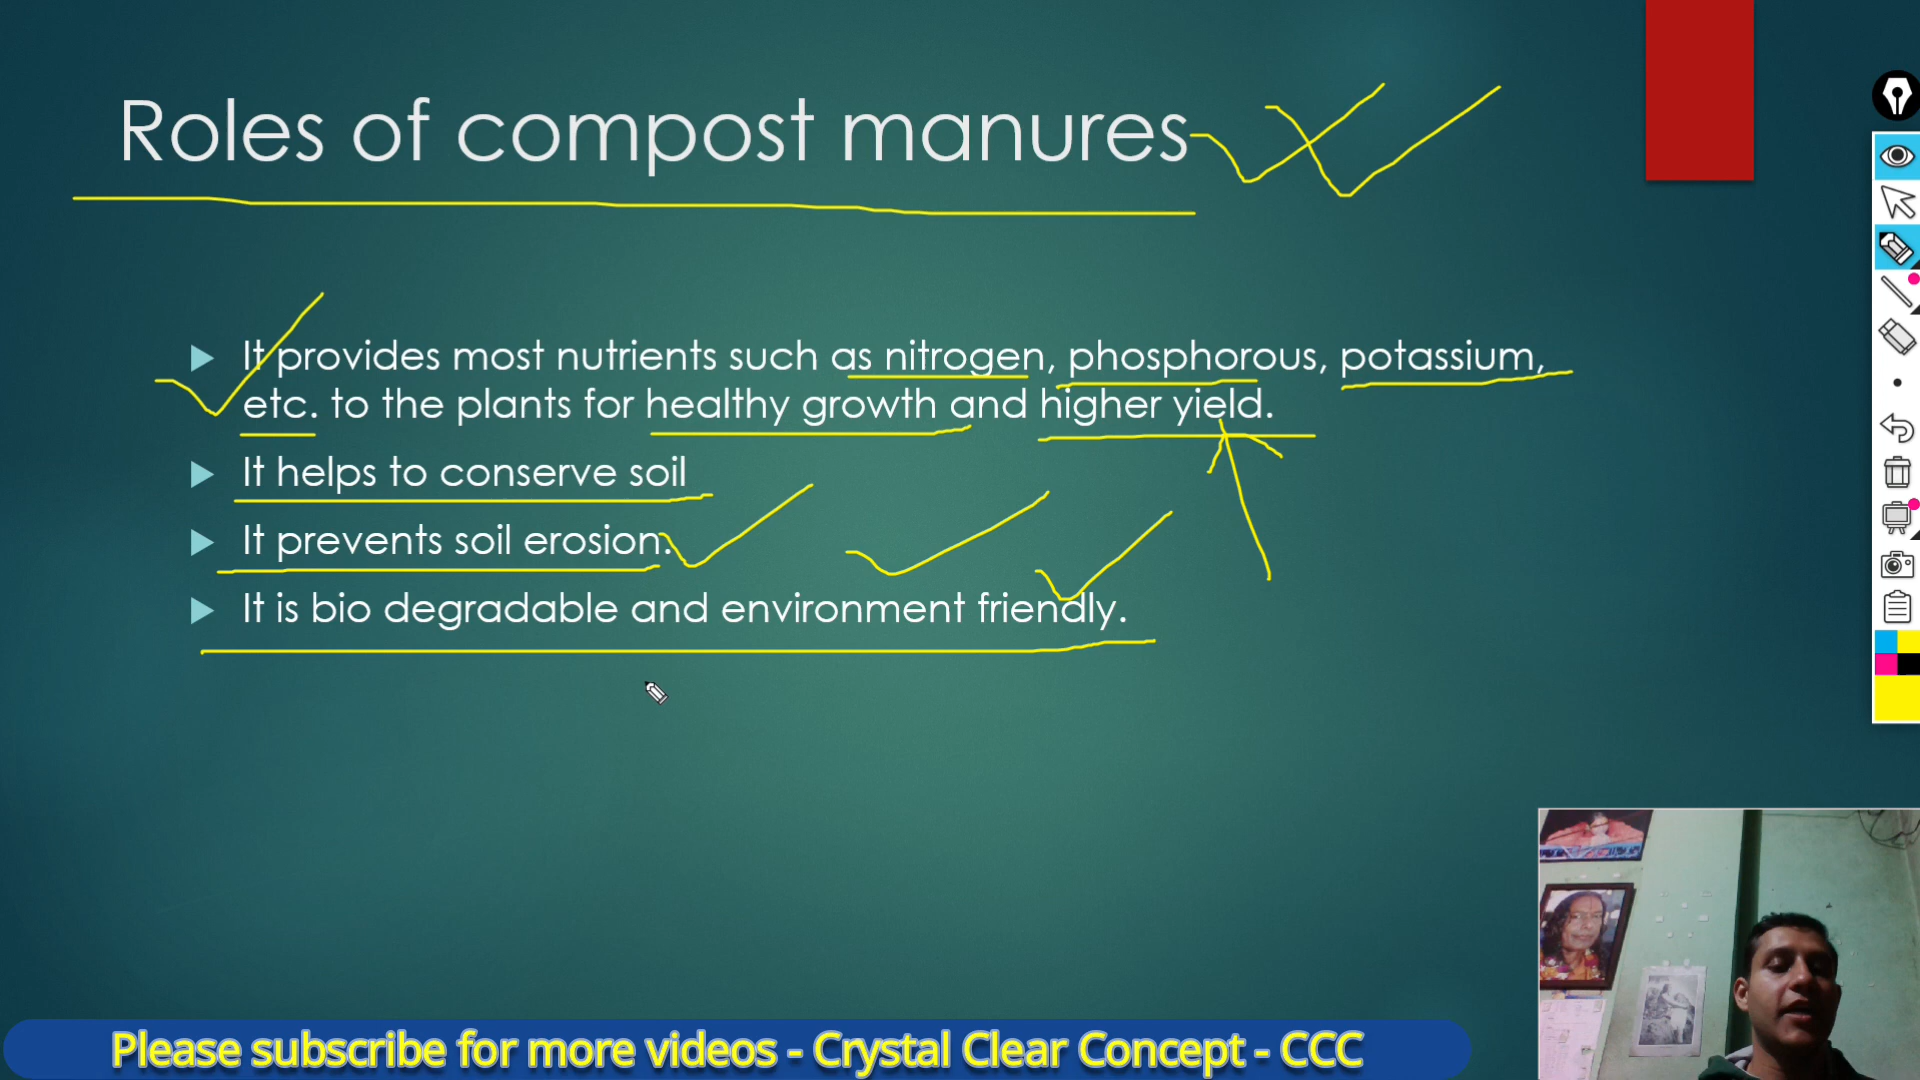 Roles of compost manures
It provides most nutrients such as nitrogen, phosphorous, potassium,
etc. to the plants for healthy growth and higher yield.
It helps to conserve soil
It prevents soil erosion.
It is bio degradable and environment friendly.
Please subscribe for more videos - Crystal Clear Concept - CCC